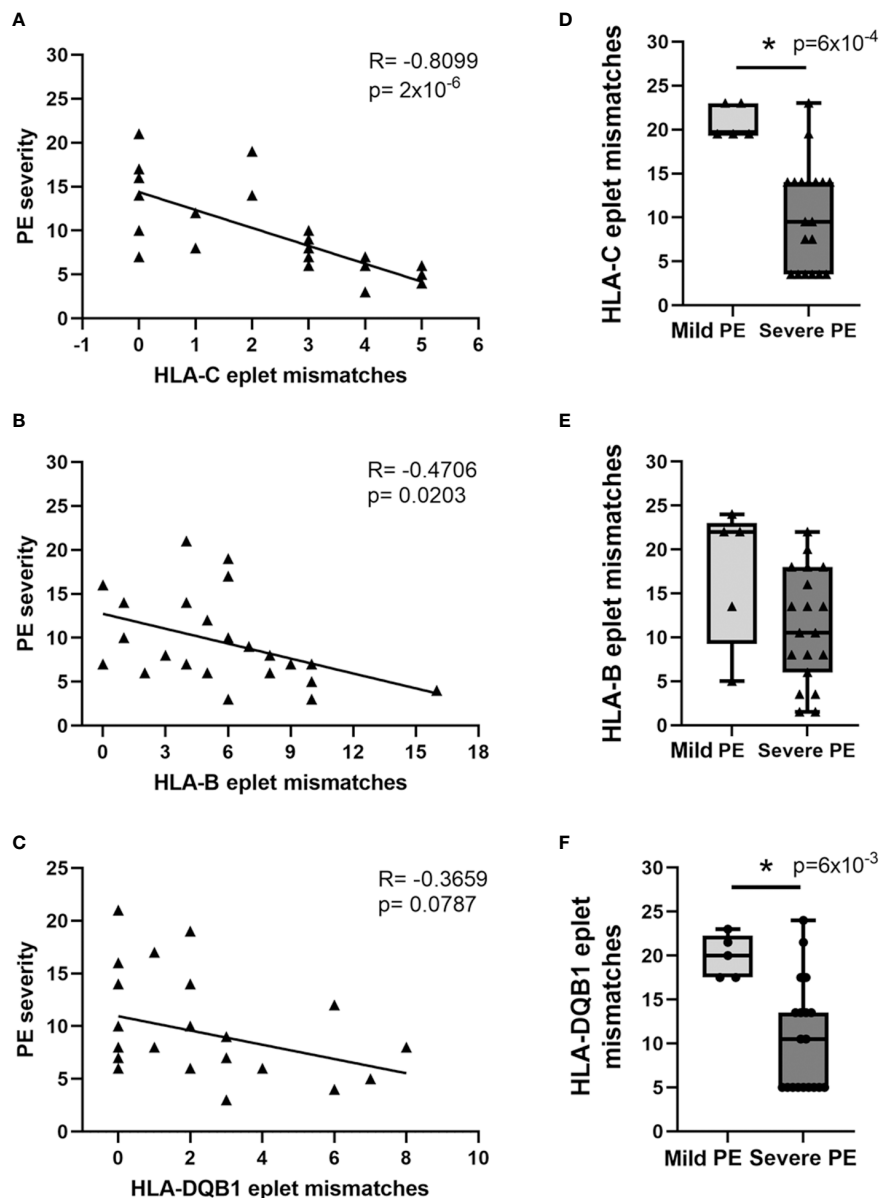 A
R= -0.8099
p= 2x10-6
PE severity
30
25
20
15
10
5
0
-1 0 1 2 3 4 5 6
HLA-C eplet mismatches
D
p=6x10-4
*
HLA-C eplet mismatches
30
25
20
15
10
5
0
Mild PE Severe PE
B
R= -0.4706
p= 0.0203
PE severity
30
25
20
15
10
5
0
0 3 6 9 12 15 18
HLA-B eplet mismatches
E
HLA-B eplet mismatches
30
25
20
15
10
5
0
Mild PE Severe PE
C
R= -0.3659
p= 0.0787
PE severity
25
20
15
10
5
0
0 2 4 6 8 10
HLA-DQB1 eplet mismatches
F
p=6x10-3
*
HLA-DQB1 eplet
mismatches
30
25
20
15
10
5
0
Mild PE Severe PE